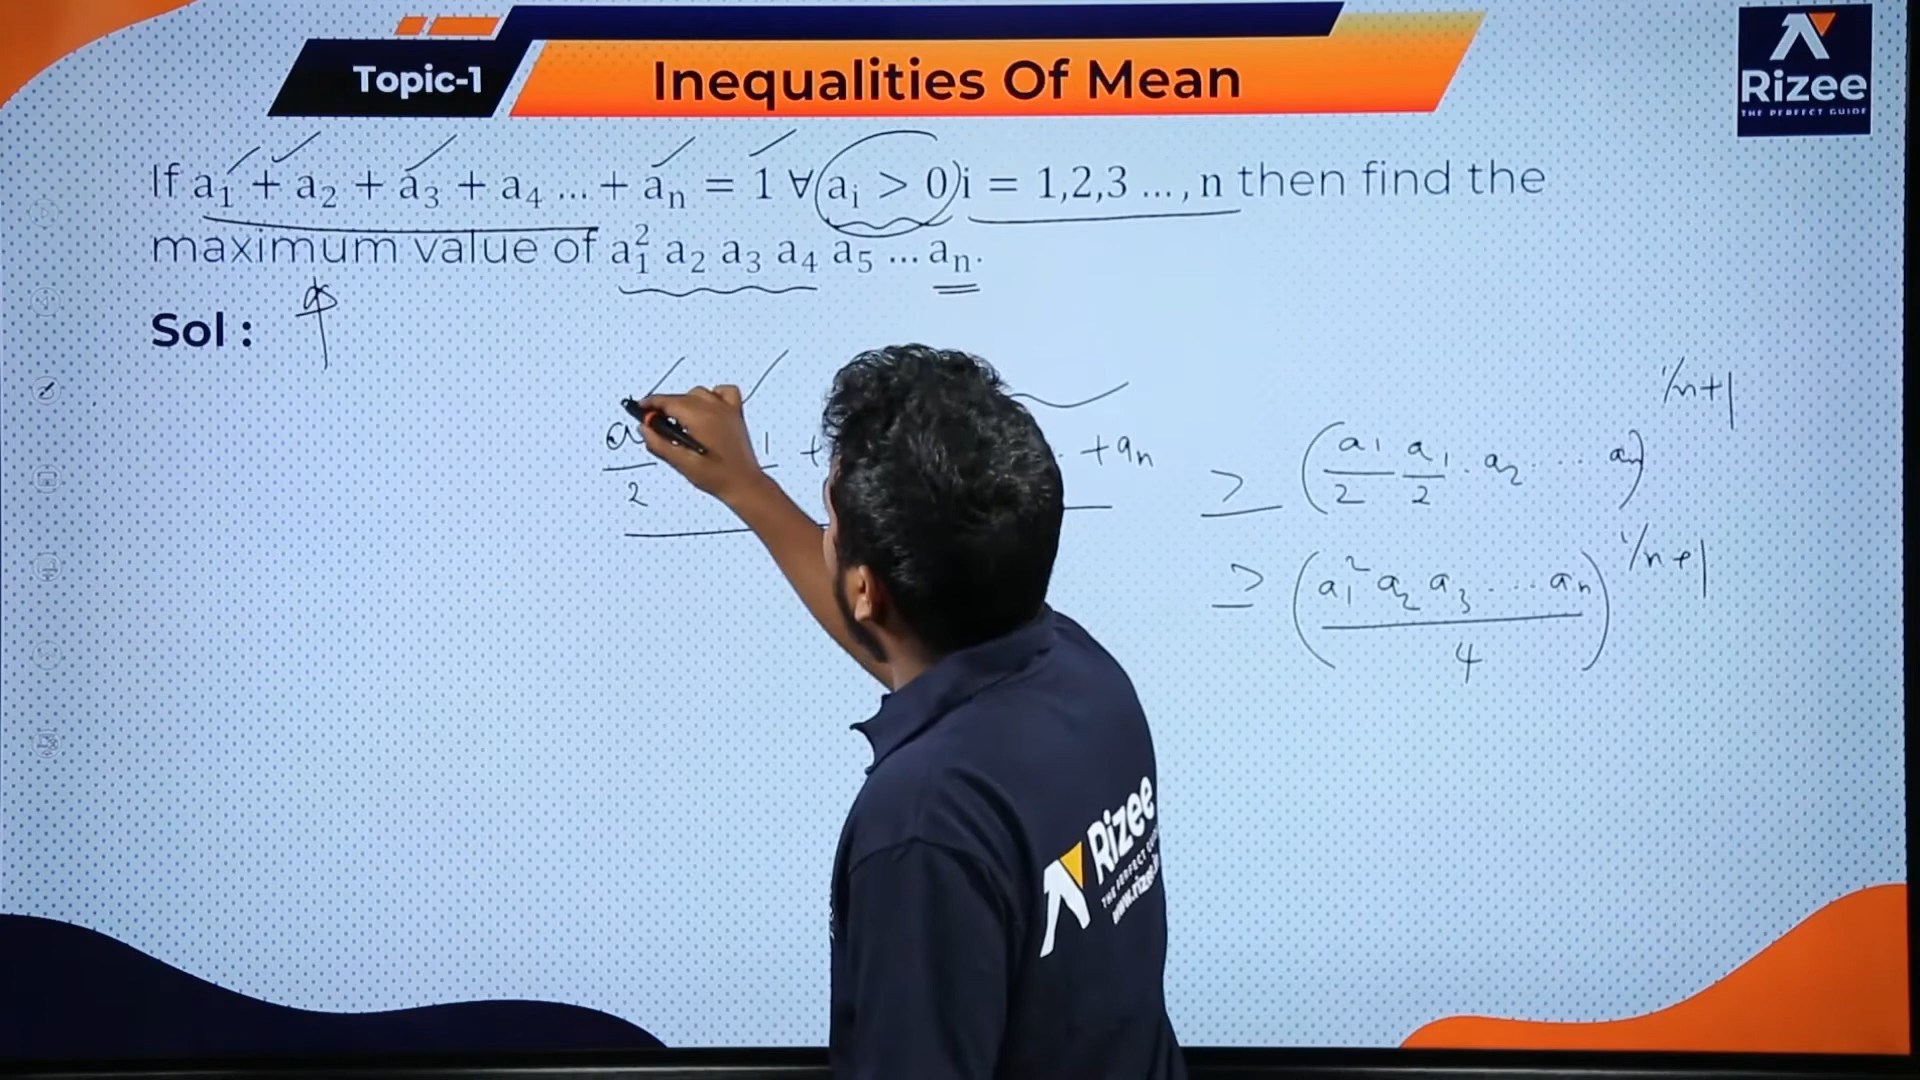 Topic-1
Inequalities Of Mean
Rizee
THE PERFECT GUIDE
If a₁ + a₂ + a₃ + a₄ ... + aₙ = 1 ∀(aᵢ > 0)i = 1,2,3 ..., n then find the
maximum value of a₁² a₂ a₃ a₄ a₅ ... aₙ.
Sol :
+ aₙ ≥ (a₁/2 a₁/2 . a₂ ... aₙ)^1/n+1
≥ (a₁² a₂ a₃ .... aₙ / 4)^1/n+1
Rizee